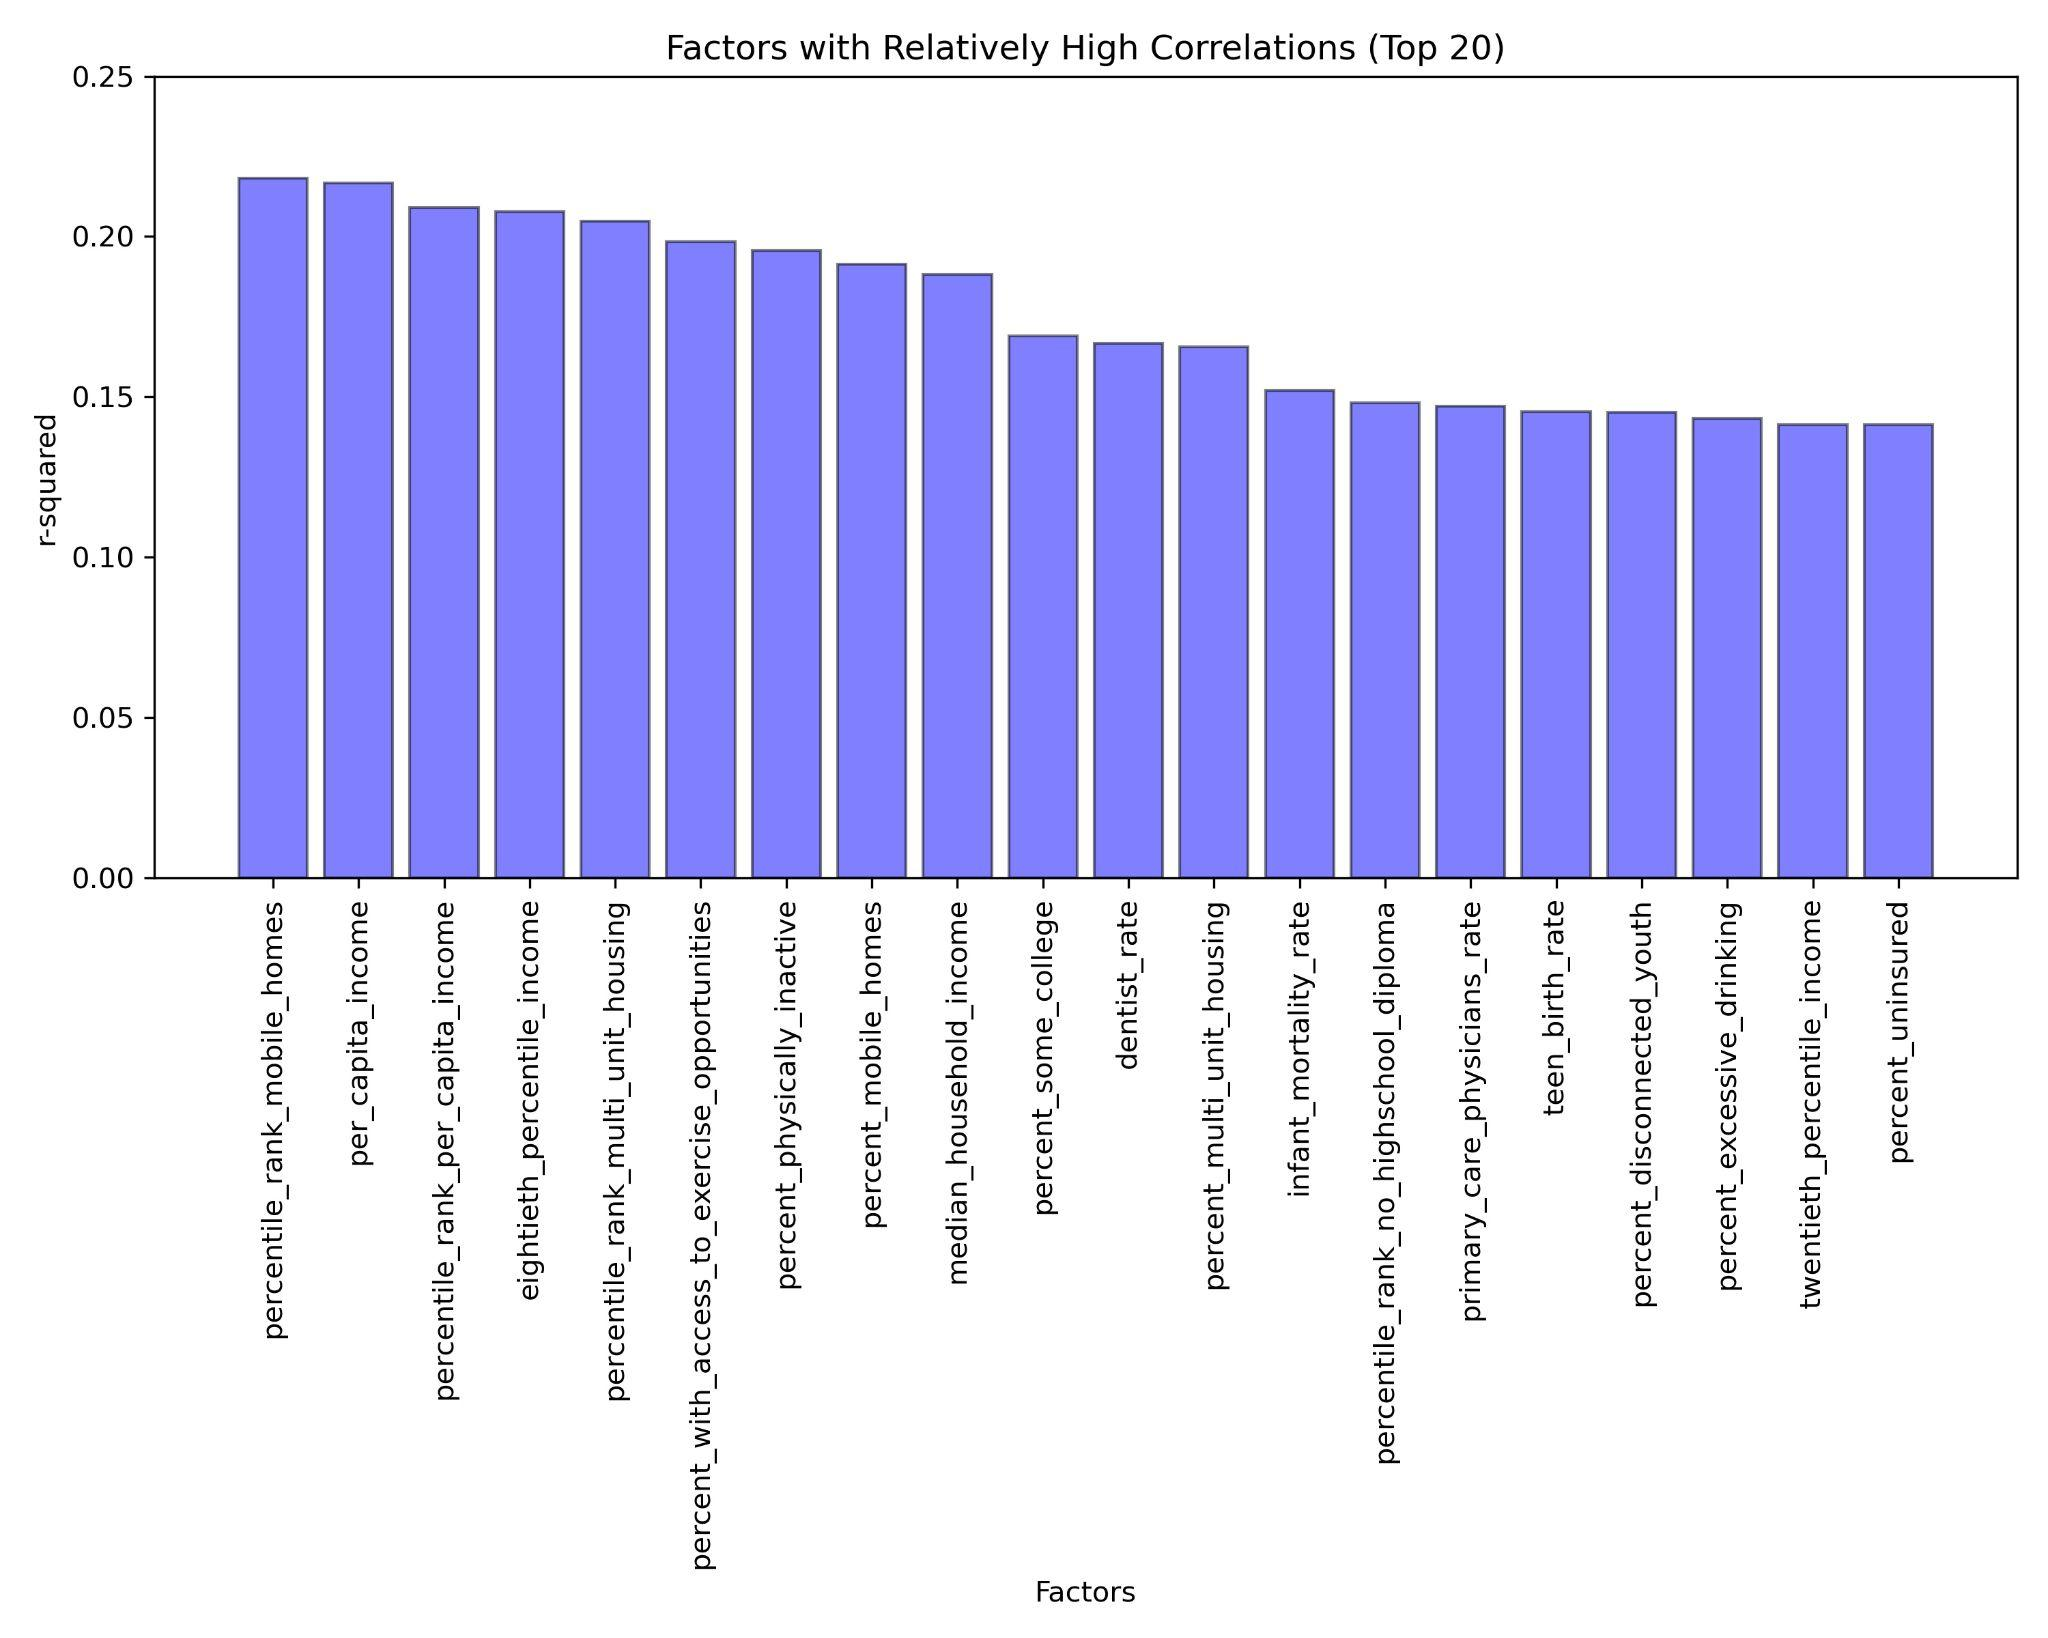 Factors with Relatively High Correlations (Top 20)
0.25
0.20
0.15
0.10
0.05
0.00
r-squared
percentile_rank_mobile_homes
per_capita_income
percentile_rank_per_capita_income
eightieth_percentile_income
percentile_rank_multi_unit_housing
percent_with_access_to_exercise_opportunities
percent_physically_inactive
percent_mobile_homes
median_household_income
percent_some_college
dentist_rate
percent_multi_unit_housing
infant_mortality_rate
percentile_rank_no_highschool_diploma
primary_care_physicians_rate
teen_birth_rate
percent_disconnected_youth
percent_excessive_drinking
twentieth_percentile_income
percent_uninsured
Factors